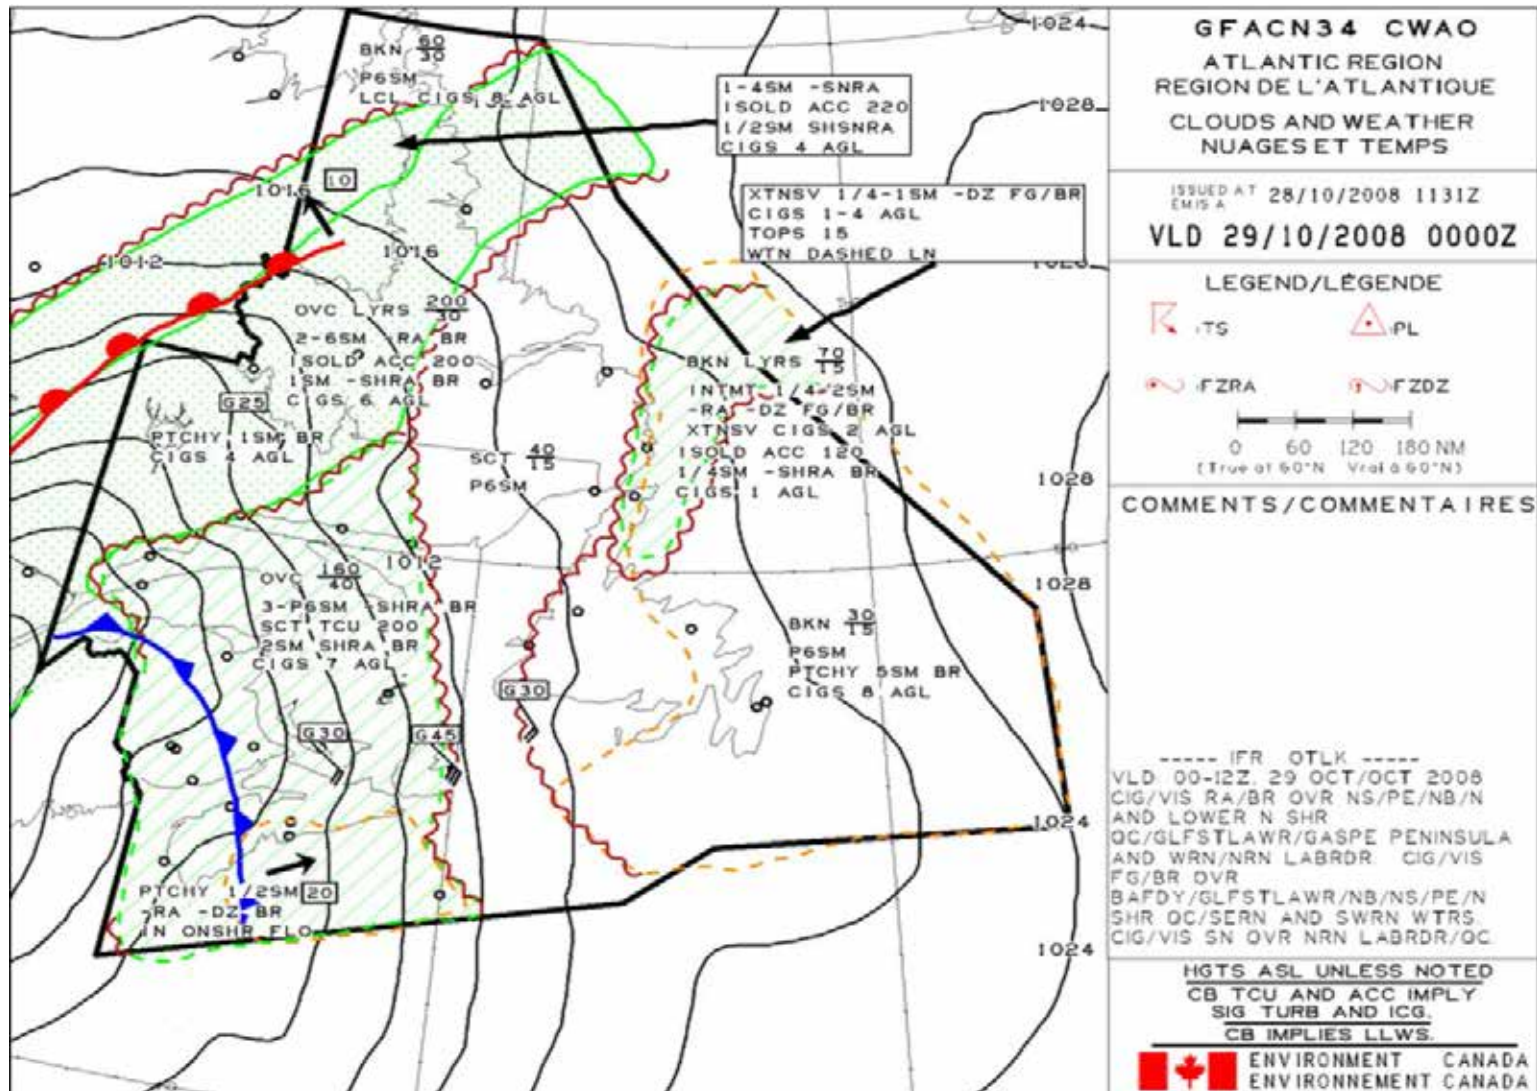 BKN 60
30
P6SM
LCL CIGS 8 AGL
1-4SM -SNRA
ISOLD ACC 220
1/2SM SHSNRA
CIGS 4 AGL
XTNSV 1/4-1SM -DZ FG/BR
CIGS 1-4 AGL
TOPS 15
WTN DASHED LN
1024
1028
1016
10
1012
1016
OVC LYRS 200
30
2-6SM -RA BR
ISOLD ACC 200
1SM -SHRA BR
CIGS 6 AGL
G25
PTCHY 1SM BR
CIGS 4 AGL
SCT 40
15
P6SM
BKN LYRS 70
15
INTMT 1/4-2SM
-RA -DZ FG/BR
XTNSV CIGS 2 AGL
ISOLD ACC 120
1/4SM -SHRA BR
CIGS 1 AGL
1028
1012
1028
OVC 160
40
3-P6SM -SHRA BR
SCT TCU 200
2SM SHRA BR
CIGS 7 AGL
BKN 30
15
P6SM
PTCHY 5SM BR
CIGS 8 AGL
G30
G30
G45
1024
PTCHY 1/2SM
-RA -DZ BR
IN ONSHR FLO
20
1024
GFACN34 CWAO
ATLANTIC REGION
REGION DE L'ATLANTIQUE
CLOUDS AND WEATHER
NUAGES ET TEMPS
ISSUED AT 28/10/2008 1131Z
EMIS A
VLD 29/10/2008 0000Z
LEGEND/LÉGENDE
:TS
:PL
:FZRA
:FZDZ
0 60 120 180 NM
(True at 60°N Vrai à 60°N)
COMMENTS/COMMENTAIRES
----- IFR OTLK -----
VLD 00-12Z. 29 OCT/OCT 2008
CIG/VIS RA/BR OVR NS/PE/NB/N
AND LOWER N SHR
QC/GLFSTLAWR/GASPE PENINSULA
AND WRN/NRN LABRDR. CIG/VIS
FG/BR OVR
BAFDY/GLFSTLAWR/NB/NS/PE/N
SHR QC/SERN AND SWRN WTRS.
CIG/VIS SN OVR NRN LABRDR/QC.
HGTS ASL UNLESS NOTED
CB TCU AND ACC IMPLY
SIG TURB AND ICG.
CB IMPLIES LLWS.
ENVIRONMENT CANADA
ENVIRONNEMENT CANADA